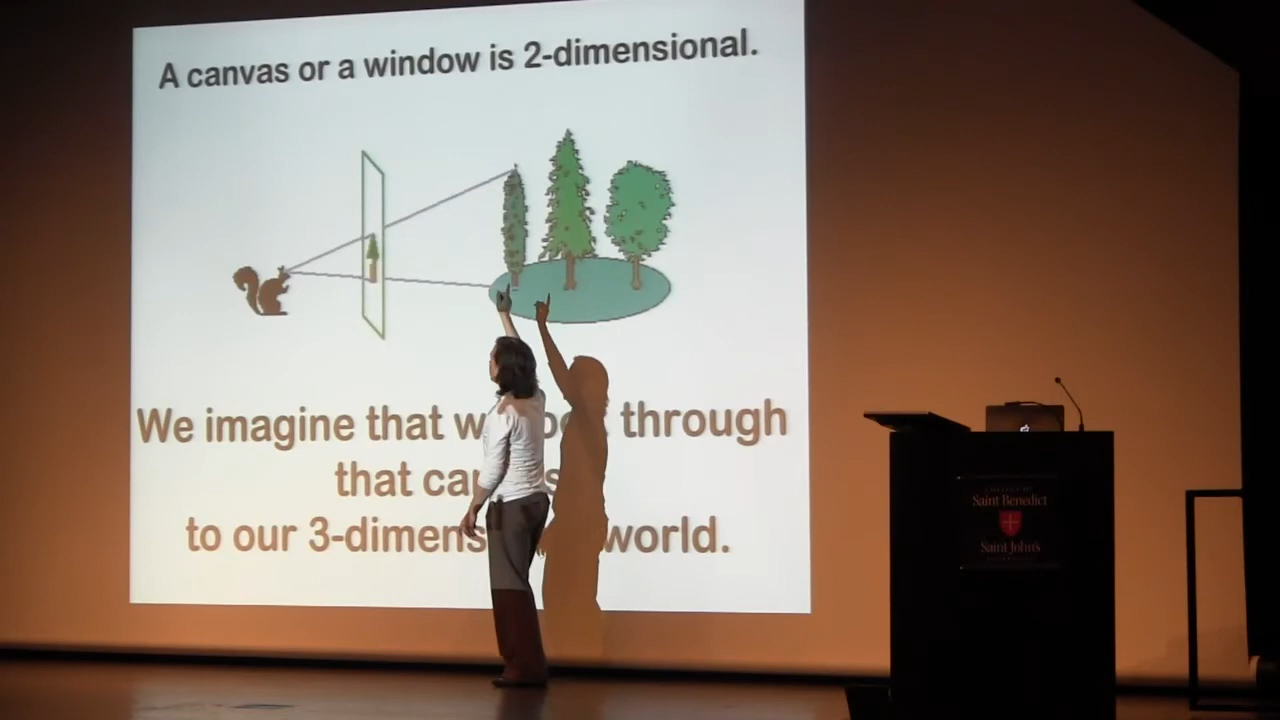 A canvas or a window is 2-dimensional.
We imagine that through
that
to our 3-dimens world.
Saint Benedict
Saint John's